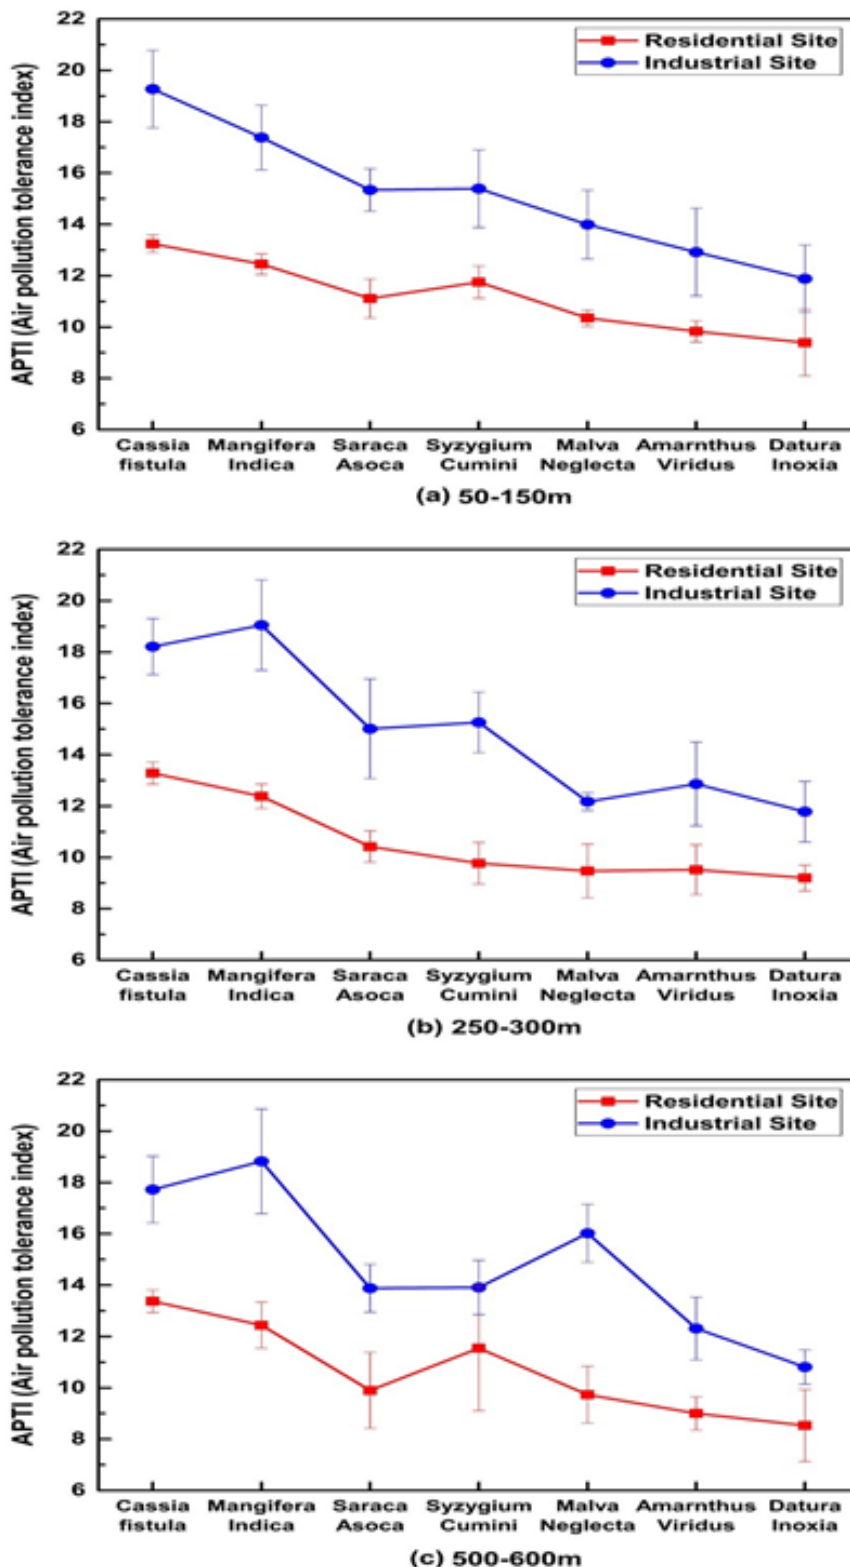 22
20
18
16
14
12
10
8
6
APTI (Air pollution tolerance index)
Residential Site
Industrial Site
Cassia fistula
Mangifera Indica
Saraca Asoca
Syzygium Cumini
Malva Neglecta
Amarnthus Viridus
Datura Inoxia
(a) 50-150m
22
20
18
16
14
12
10
8
6
APTI (Air pollution tolerance index)
Residential Site
Industrial Site
Cassia fistula
Mangifera Indica
Saraca Asoca
Syzygium Cumini
Malva Neglecta
Amarnthus Viridus
Datura Inoxia
(b) 250-300m
22
20
18
16
14
12
10
8
6
APTI (Air pollution tolerance index)
Residential Site
Industrial Site
Cassia fistula
Mangifera Indica
Saraca Asoca
Syzygium Cumini
Malva Neglecta
Amarnthus Viridus
Datura Inoxia
(c) 500-600m